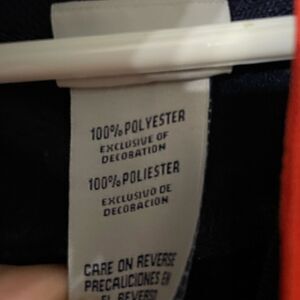 100% POLYESTER
EXCLUSIVE OF
DECORATION
100% POLIESTER
EXCLUSIVO DE
DECORACION
CARE ON REVERSE
PRECAUCIONES EN
EL REVERSO